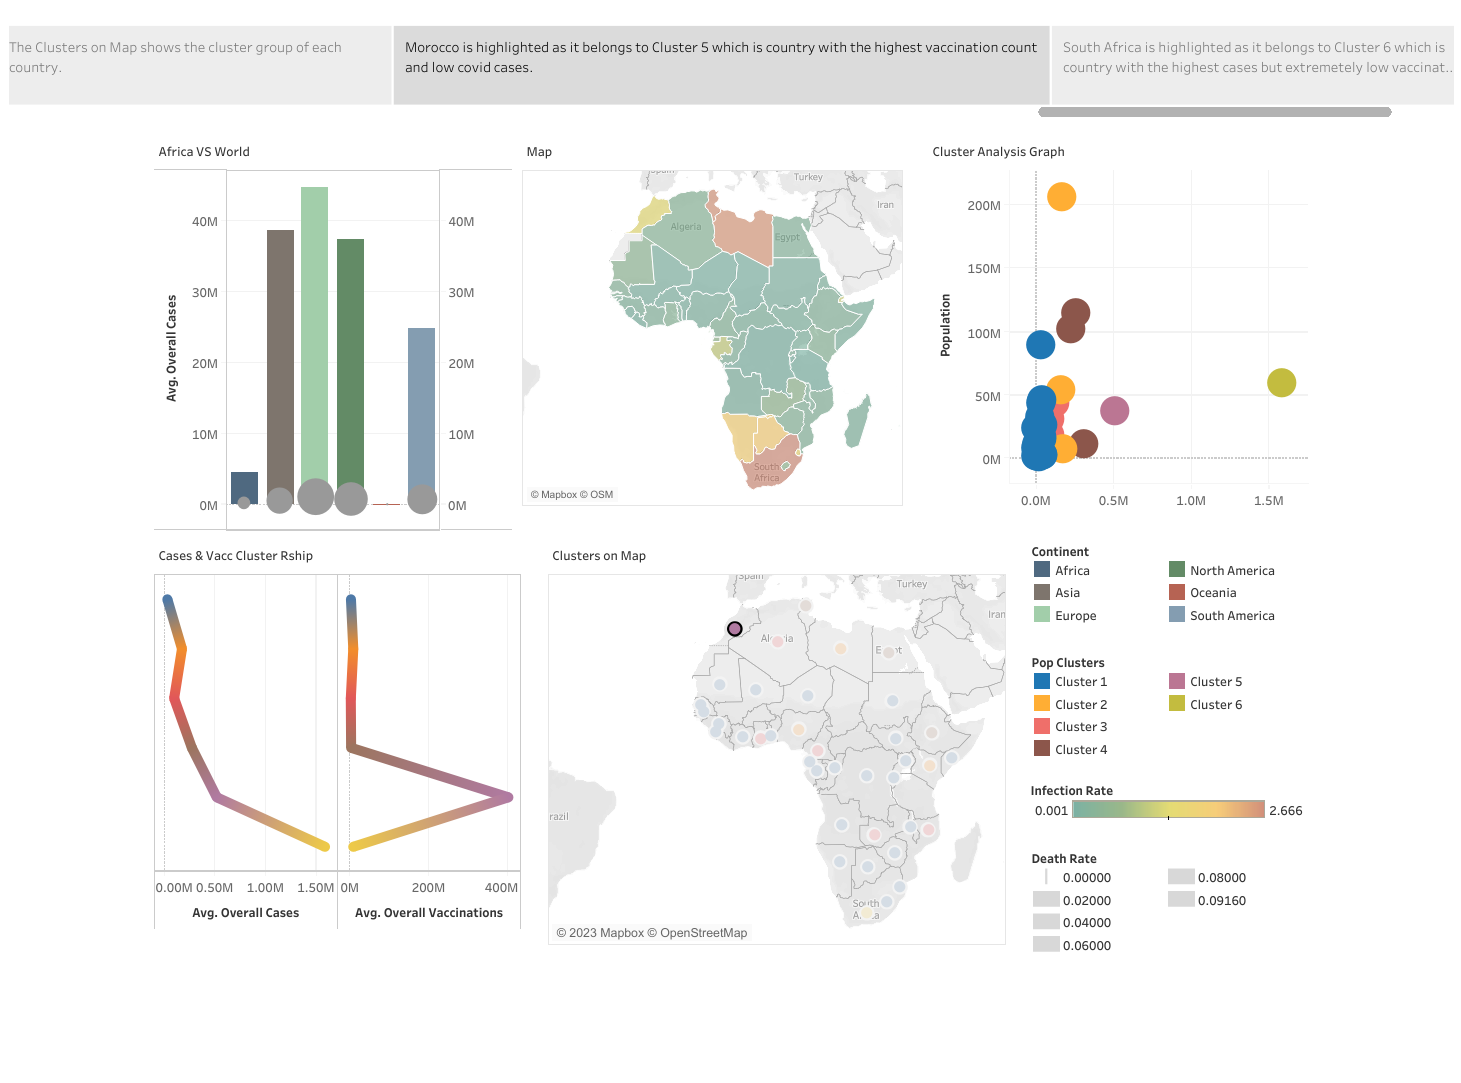 The Clusters on Map shows the cluster group of each
country.
Morocco is highlighted as it belongs to Cluster 5 which is country with the highest vaccination count
and low covid cases.
South Africa is highlighted as it belongs to Cluster 6 which is
country with the highest cases but extremetely low vaccinat..
Africa VS World
Avg. Overall Cases
40M
30M
20M
10M
0M
40M
30M
20M
10M
0M
Map
Spain
Turkey
Iran
Algeria
Egypt
South
Africa
© Mapbox © OSM
Cluster Analysis Graph
Population
200M
150M
100M
50M
0M
0.0M
0.5M
1.0M
1.5M
Cases & Vacc Cluster Rship
0.00M
0.50M
1.00M
1.50M
0M
200M
400M
Avg. Overall Cases
Avg. Overall Vaccinations
Clusters on Map
Spain
Turkey
Iran
razil
South
© 2023 Mapbox © OpenStreetMap
Continent
Africa
Asia
Europe
North America
Oceania
South America
Pop Clusters
Cluster 1
Cluster 2
Cluster 3
Cluster 4
Cluster 5
Cluster 6
Infection Rate
0.001
2.666
Death Rate
0.00000
0.02000
0.04000
0.06000
0.08000
0.09160